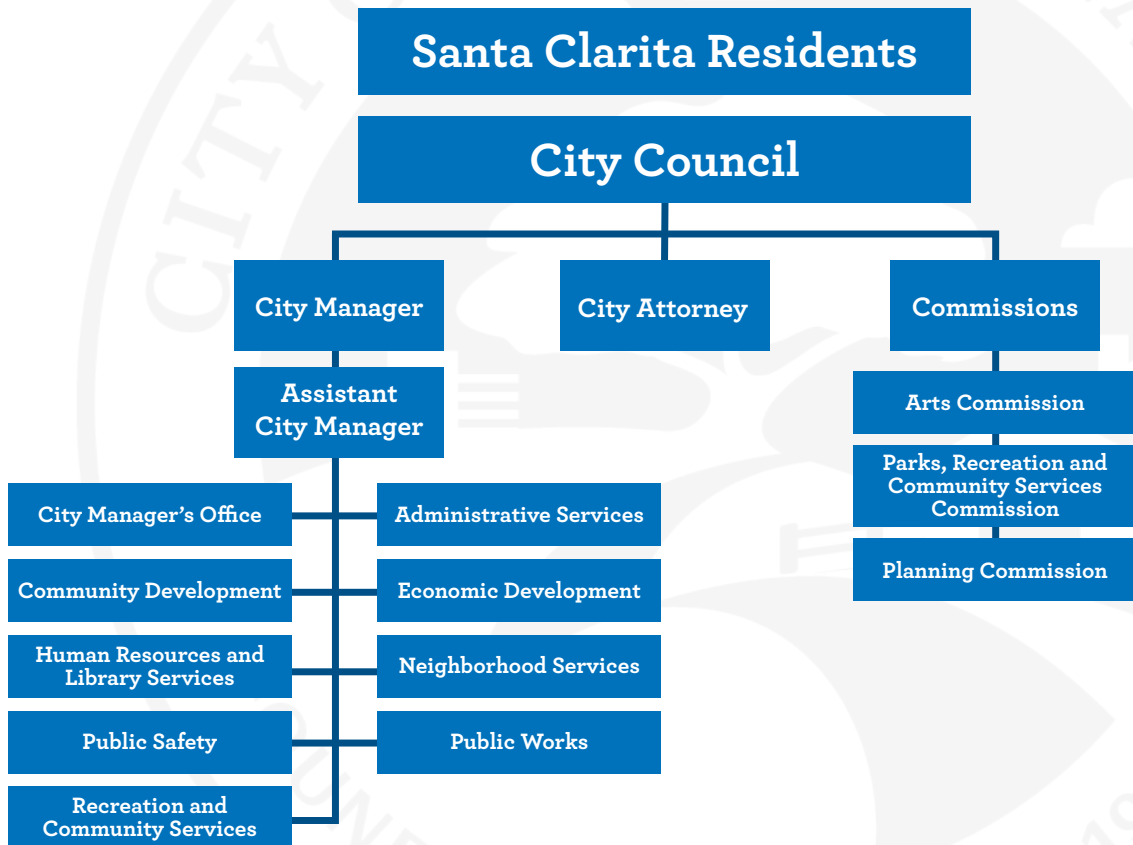 Santa Clarita Residents
City Council
City Manager
City Attorney
Commissions
Assistant
City Manager
Arts Commission
Parks, Recreation and
Community Services
Commission
Planning Commission
City Manager’s Office
Administrative Services
Community Development
Economic Development
Human Resources and
Library Services
Neighborhood Services
Public Safety
Public Works
Recreation and
Community Services
CITY